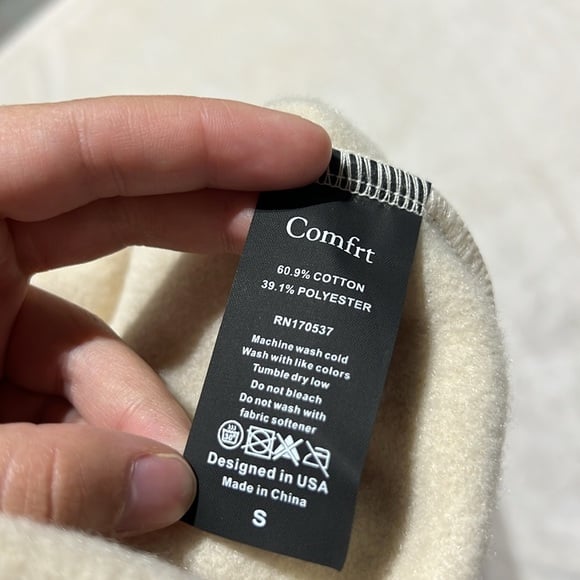 Comfrt
60.9% COTTON
39.1% POLYESTER
RN170537
Machine wash cold
Wash with like colors
Tumble dry low
Do not bleach
Do not wash with
fabric softener
Designed in USA
Made in China
S